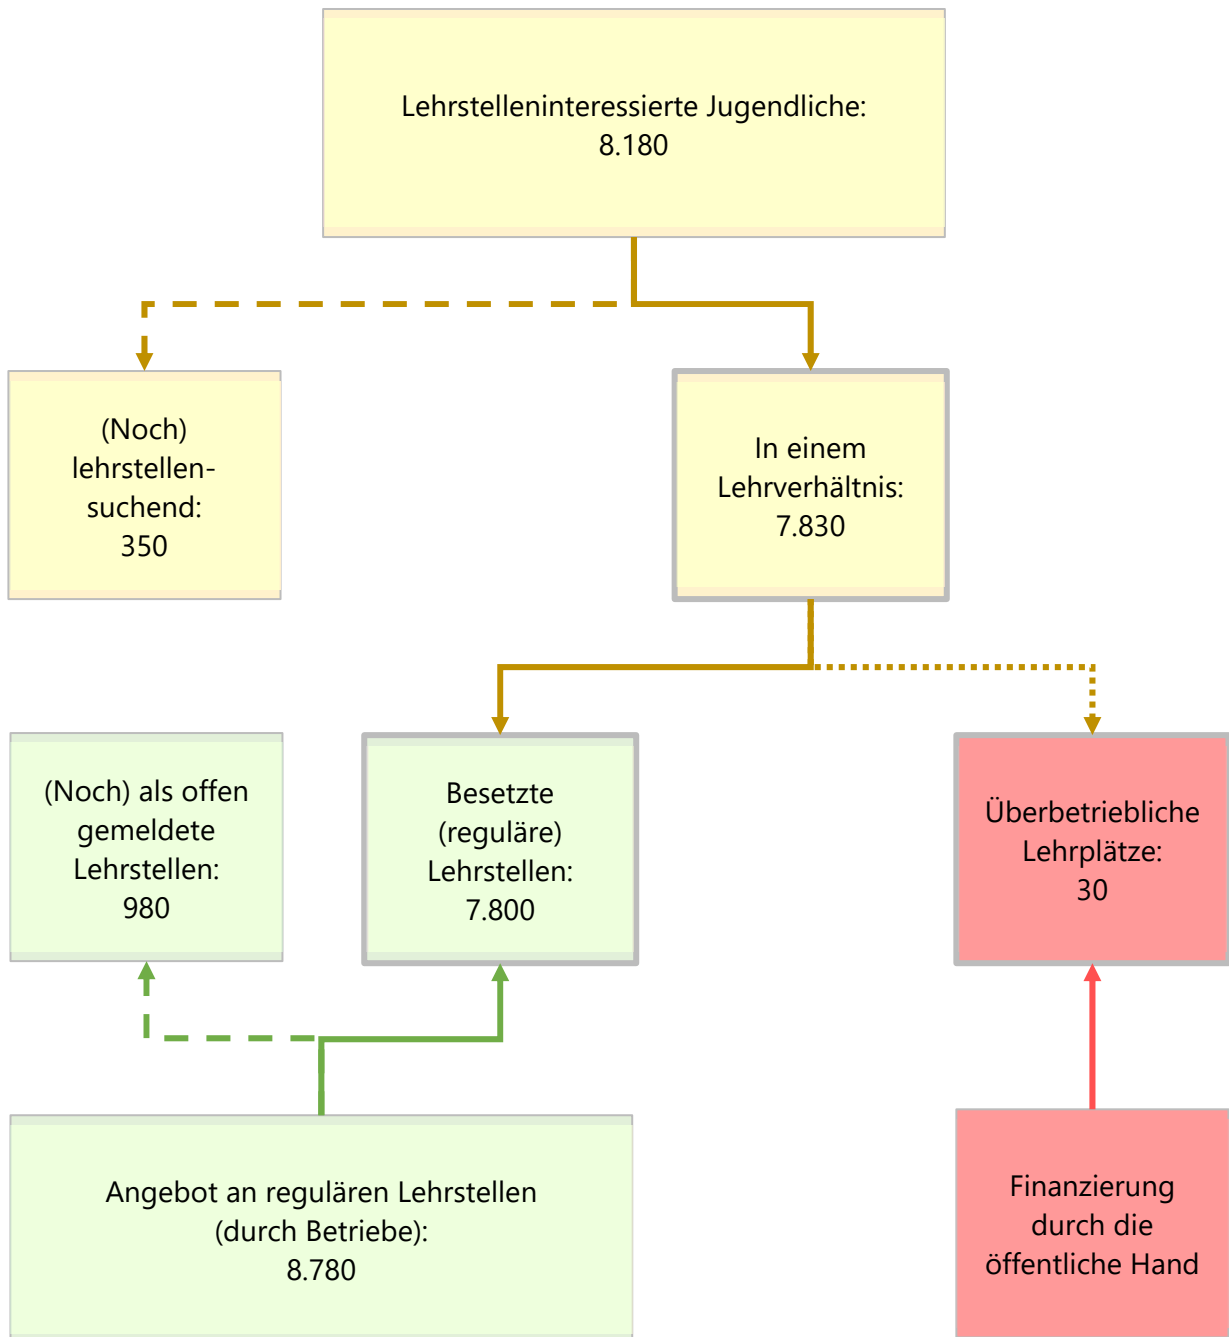 Lehrstelleninteressierte Jugendliche:
8.180
(Noch)
lehrstellen-
suchend:
350
In einem
Lehrverhältnis:
7.830
(Noch) als offen
gemeldete
Lehrstellen:
980
Besetzte
(reguläre)
Lehrstellen:
7.800
Überbetriebliche
Lehrplätze:
30
Angebot an regulären Lehrstellen
(durch Betriebe):
8.780
Finanzierung
durch die
öffentliche Hand